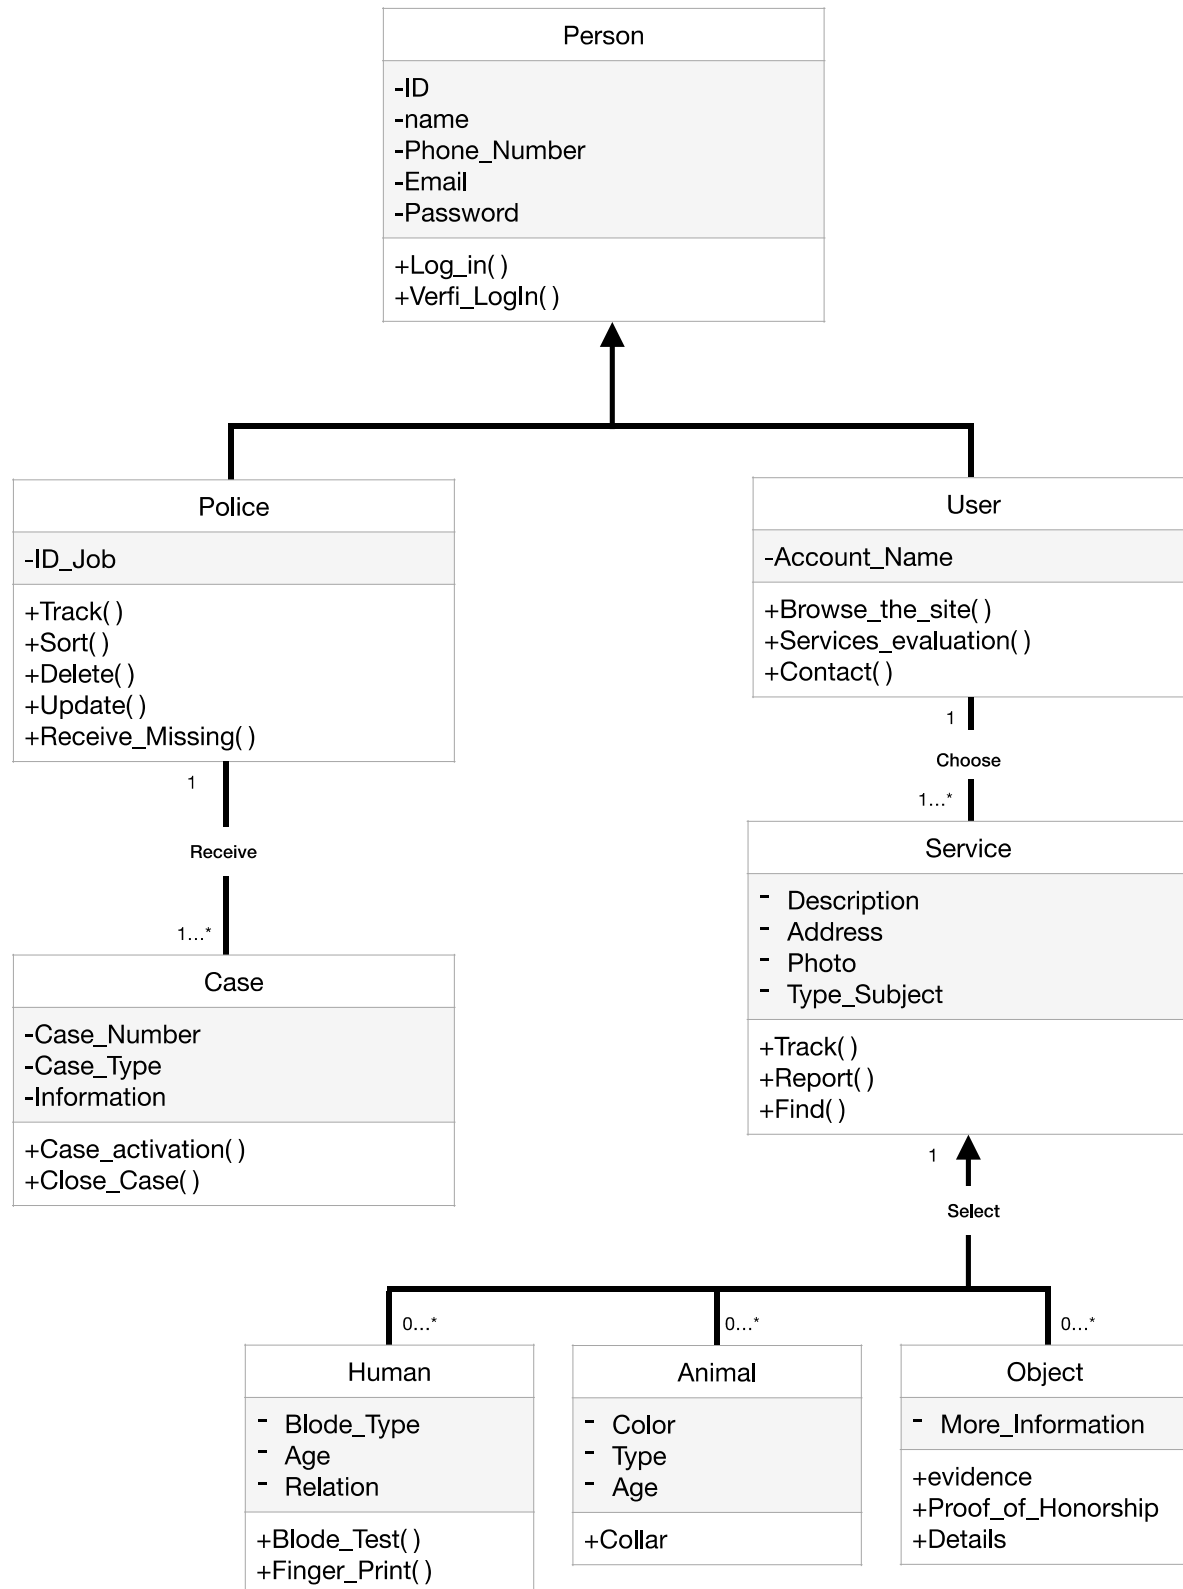 Person
-ID
-name
-Phone_Number
-Email
-Password
+Log_in( )
+Verfi_LogIn( )
Police
-ID_Job
+Track( )
+Sort( )
+Delete( )
+Update( )
+Receive_Missing( )
1
Receive
1...*
Case
-Case_Number
-Case_Type
-Information
+Case_activation( )
+Close_Case( )
User
-Account_Name
+Browse_the_site( )
+Services_evaluation( )
+Contact( )
1
Choose
1...*
Service
- Description
- Address
- Photo
- Type_Subject
+Track( )
+Report( )
+Find( )
1
Select
0...*
Human
- Blode_Type
- Age
- Relation
+Blode_Test( )
+Finger_Print( )
0...*
Animal
- Color
- Type
- Age
+Collar
0...*
Object
- More_Information
+evidence
+Proof_of_Honorship
+Details